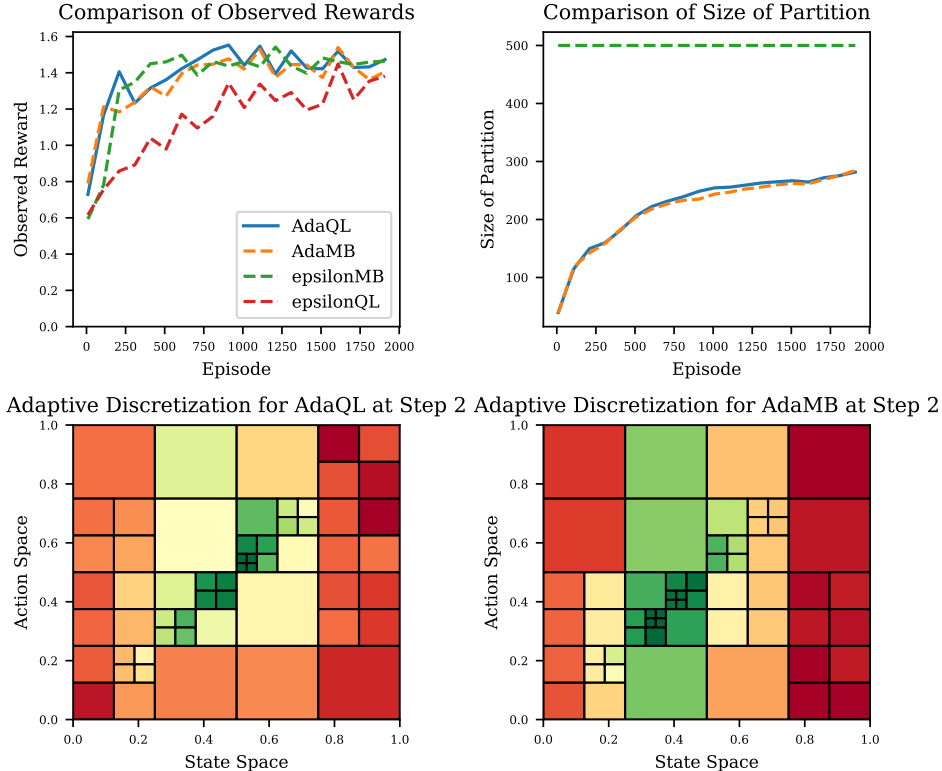 Comparison of Observed Rewards
1.6
1.4
1.2
1.0
0.8
0.6
0.4
0.2
0.0
Observed Reward
0 250 500 750 1000 1250 1500 1750 2000
Episode
AdaQL
AdaMB
epsilonMB
epsilonQL
Comparison of Size of Partition
500
400
300
200
100
Size of Partition
0 250 500 750 1000 1250 1500 1750 2000
Episode
Adaptive Discretization for AdaQL at Step 2
1.0
0.8
0.6
0.4
0.2
0.0
Action Space
0.0 0.2 0.4 0.6 0.8 1.0
State Space
Adaptive Discretization for AdaMB at Step 2
1.0
0.8
0.6
0.4
0.2
0.0
Action Space
0.0 0.2 0.4 0.6 0.8 1.0
State Space